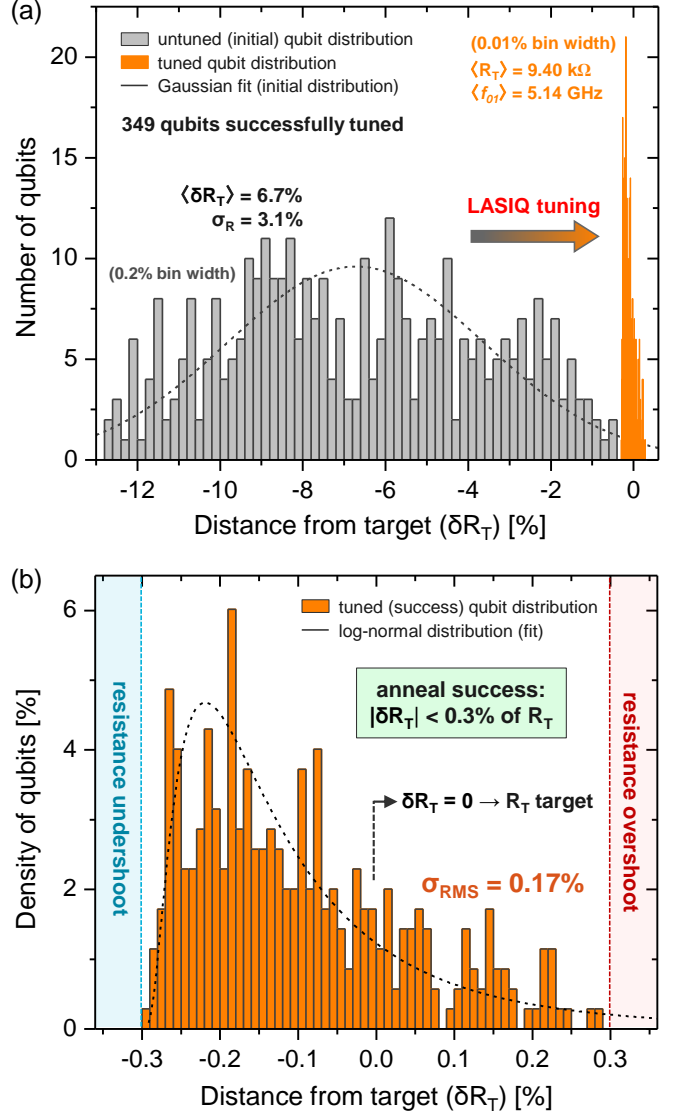 (a)
untuned (initial) qubit distribution
tuned qubit distribution
Gaussian fit (initial distribution)
(0.01% bin width)
⟨R_T⟩ = 9.40 kΩ
⟨f_01⟩ = 5.14 GHz
349 qubits successfully tuned
⟨δR_T⟩ = 6.7%
σ_R = 3.1%
LASIQ tuning
(0.2% bin width)
Number of qubits
20
15
10
5
0
-12 -10 -8 -6 -4 -2 0
Distance from target (δR_T) [%]
(b)
tuned (success) qubit distribution
log-normal distribution (fit)
anneal success:
|δR_T| < 0.3% of R_T
δR_T = 0 → R_T target
σ_RMS = 0.17%
resistance undershoot
resistance overshoot
Density of qubits [%]
6
4
2
0
-0.3 -0.2 -0.1 0.0 0.1 0.2 0.3
Distance from target (δR_T) [%]